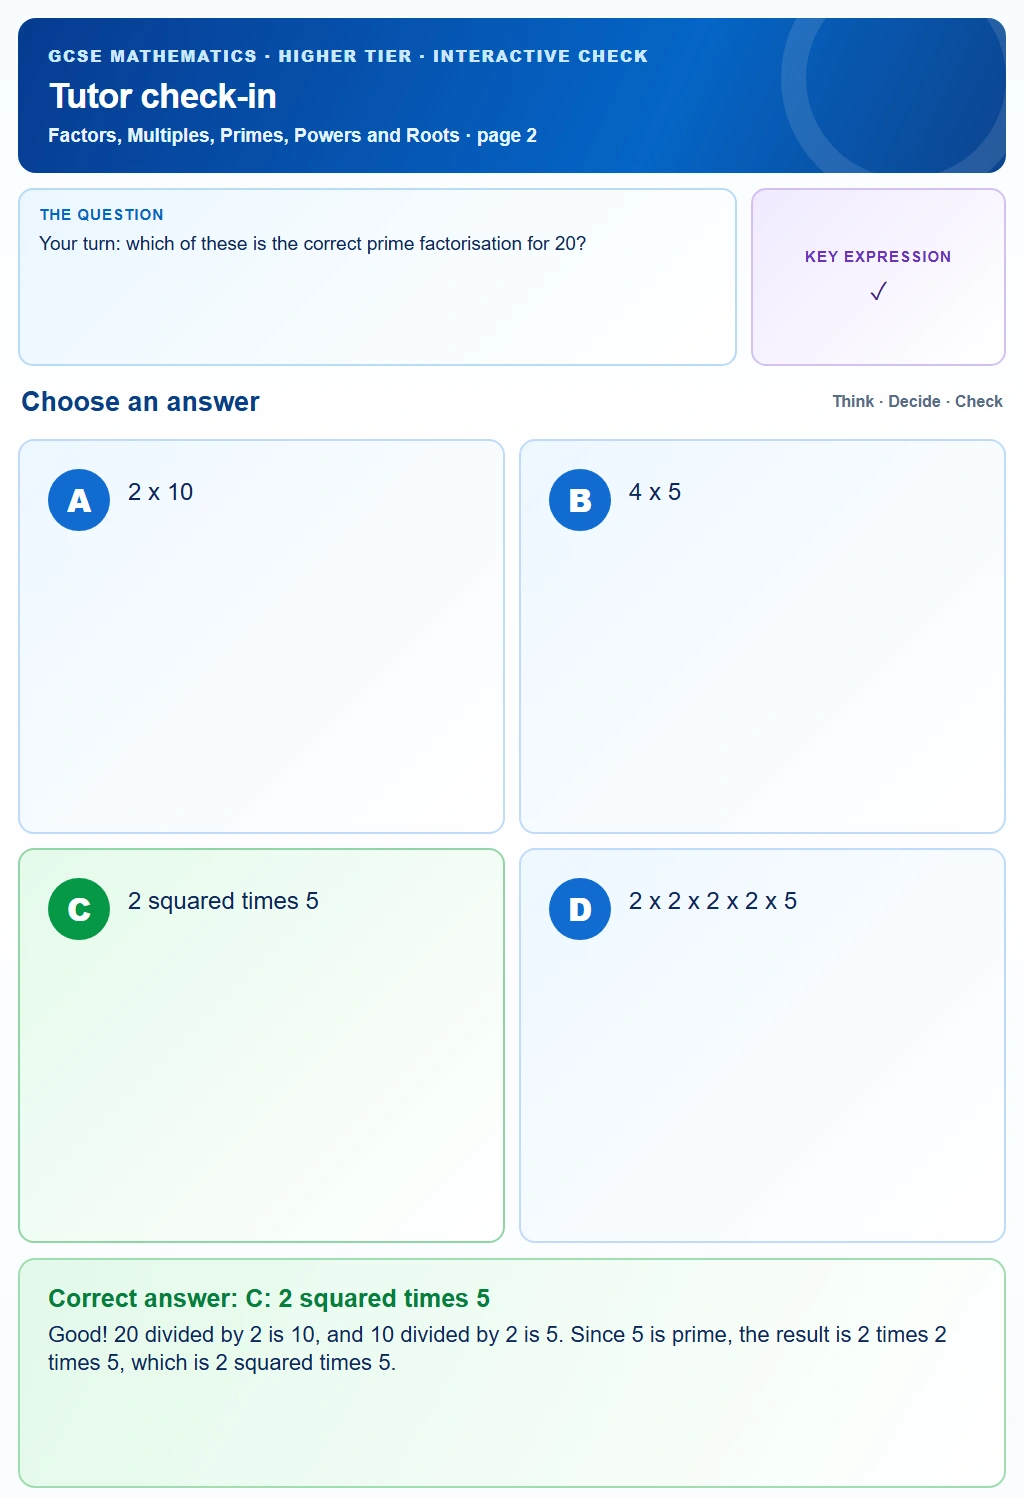 GCSE MATHEMATICS · HIGHER TIER · INTERACTIVE CHECK
Tutor check-in
Factors, Multiples, Primes, Powers and Roots · page 2
THE QUESTION
Your turn: which of these is the correct prime factorisation for 20?
KEY EXPRESSION
✓
Choose an answer
Think · Decide · Check
A 2 x 10
B 4 x 5
C 2 squared times 5
D 2 x 2 x 2 x 2 x 5
Correct answer: C: 2 squared times 5
Good! 20 divided by 2 is 10, and 10 divided by 2 is 5. Since 5 is prime, the result is 2 times 2
times 5, which is 2 squared times 5.